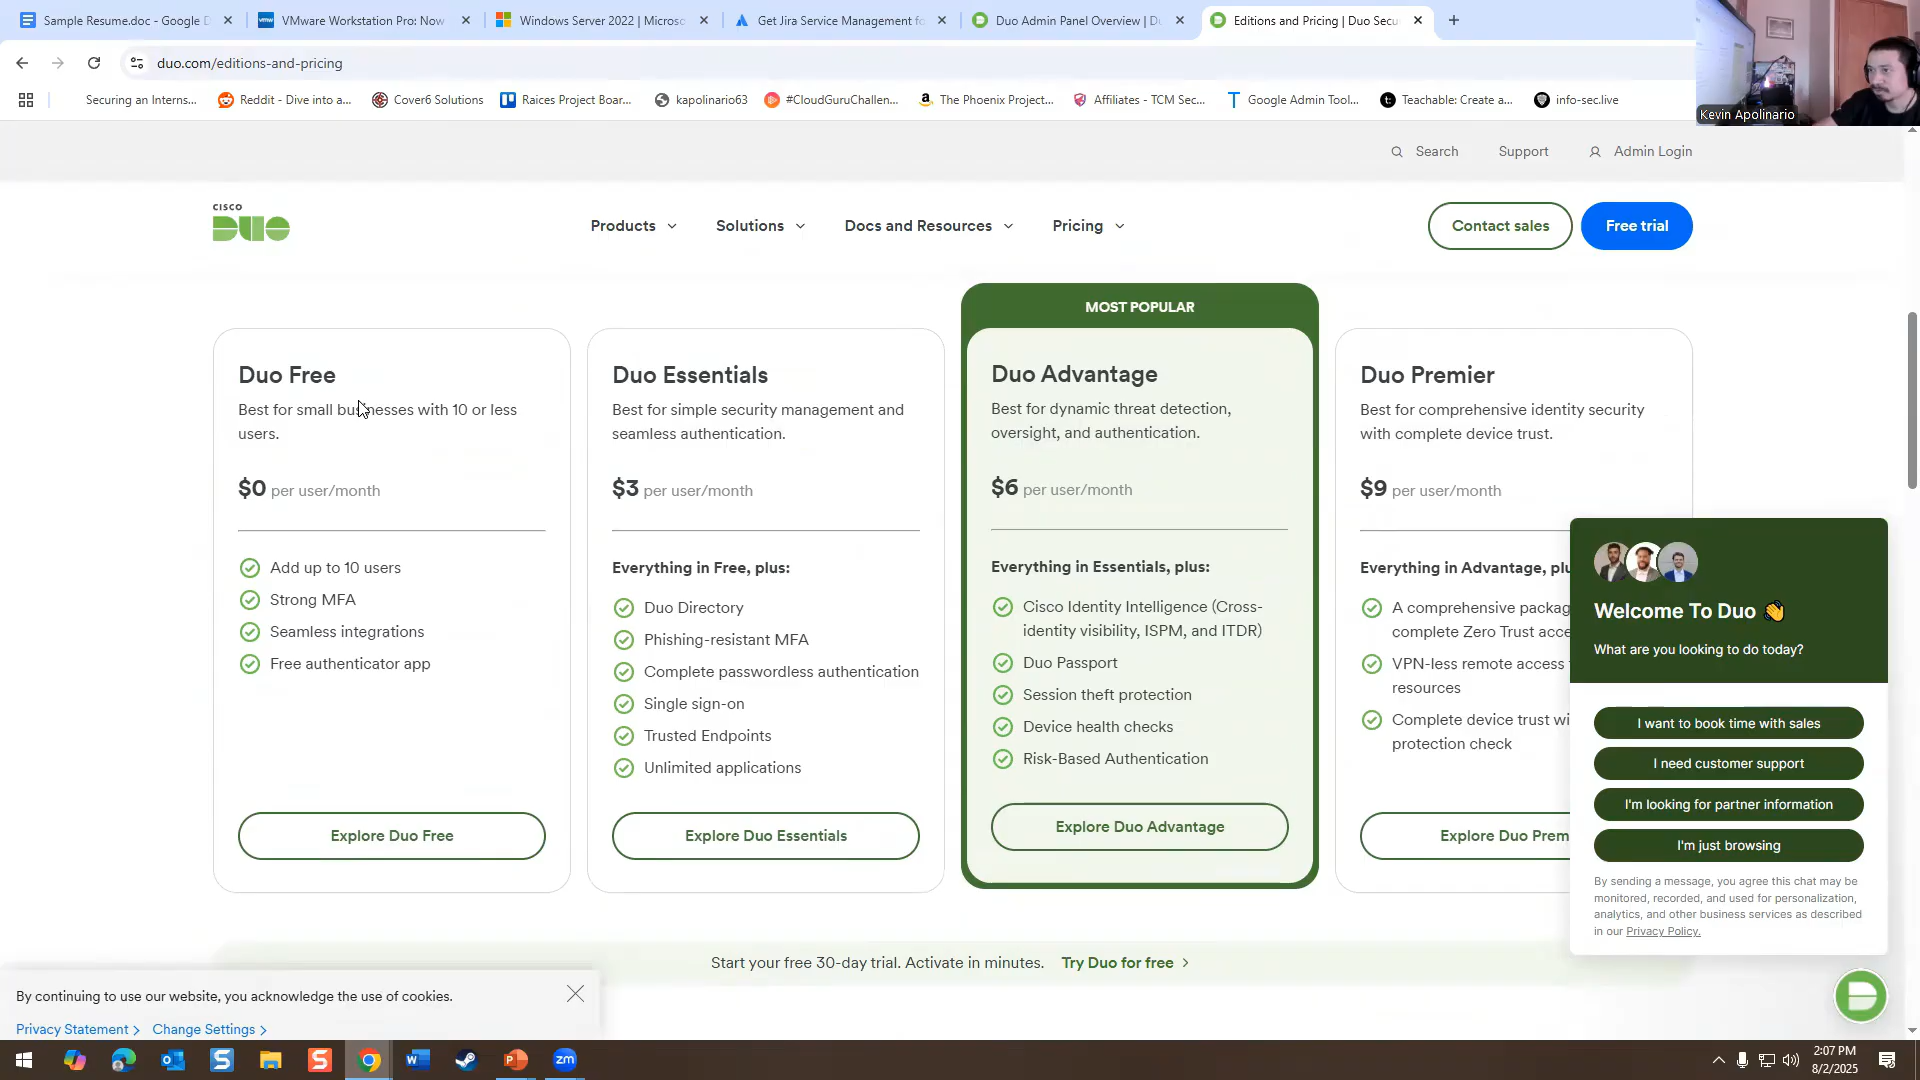 Sample Resume.doc - Google D
VMware Workstation Pro: Now
Windows Server 2022 | Microso
Get Jira Service Management fo
Duo Admin Panel Overview | Du
Editions and Pricing | Duo Secu
duo.com/editions-and-pricing
Securing an Interns...
Reddit - Dive into a...
Cover6 Solutions
Raices Project Boar...
kapolinario63
#CloudGuruChallen...
The Phoenix Project...
Affiliates - TCM Sec...
Google Admin Tool...
Teachable: Create a...
info-sec.live
Kevin Apolinario
Search
Support
Admin Login
CISCO
DUO
Products
Solutions
Docs and Resources
Pricing
Contact sales
Free trial
MOST POPULAR
Duo Free
Best for small businesses with 10 or less
users.
$0 per user/month
Add up to 10 users
Strong MFA
Seamless integrations
Free authenticator app
Explore Duo Free
Duo Essentials
Best for simple security management and
seamless authentication.
$3 per user/month
Everything in Free, plus:
Duo Directory
Phishing-resistant MFA
Complete passwordless authentication
Single sign-on
Trusted Endpoints
Unlimited applications
Explore Duo Essentials
Duo Advantage
Best for dynamic threat detection,
oversight, and authentication.
$6 per user/month
Everything in Essentials, plus:
Cisco Identity Intelligence (Cross-
identity visibility, ISPM, and ITDR)
Duo Passport
Session theft protection
Device health checks
Risk-Based Authentication
Explore Duo Advantage
Duo Premier
Best for comprehensive identity security
with complete device trust.
$9 per user/month
Everything in Advantage, plu
A comprehensive packag
complete Zero Trust acce
VPN-less remote access
resources
Complete device trust wi
protection check
Explore Duo Prem
Welcome To Duo 👋
What are you looking to do today?
I want to book time with sales
I need customer support
I'm looking for partner information
I'm just browsing
By sending a message, you agree this chat may be
monitored, recorded, and used for personalization,
analytics, and other business services as described
in our Privacy Policy.
Start your free 30-day trial. Activate in minutes. Try Duo for free
By continuing to use our website, you acknowledge the use of cookies.
Privacy Statement
Change Settings
zm
2:07 PM
8/2/2025